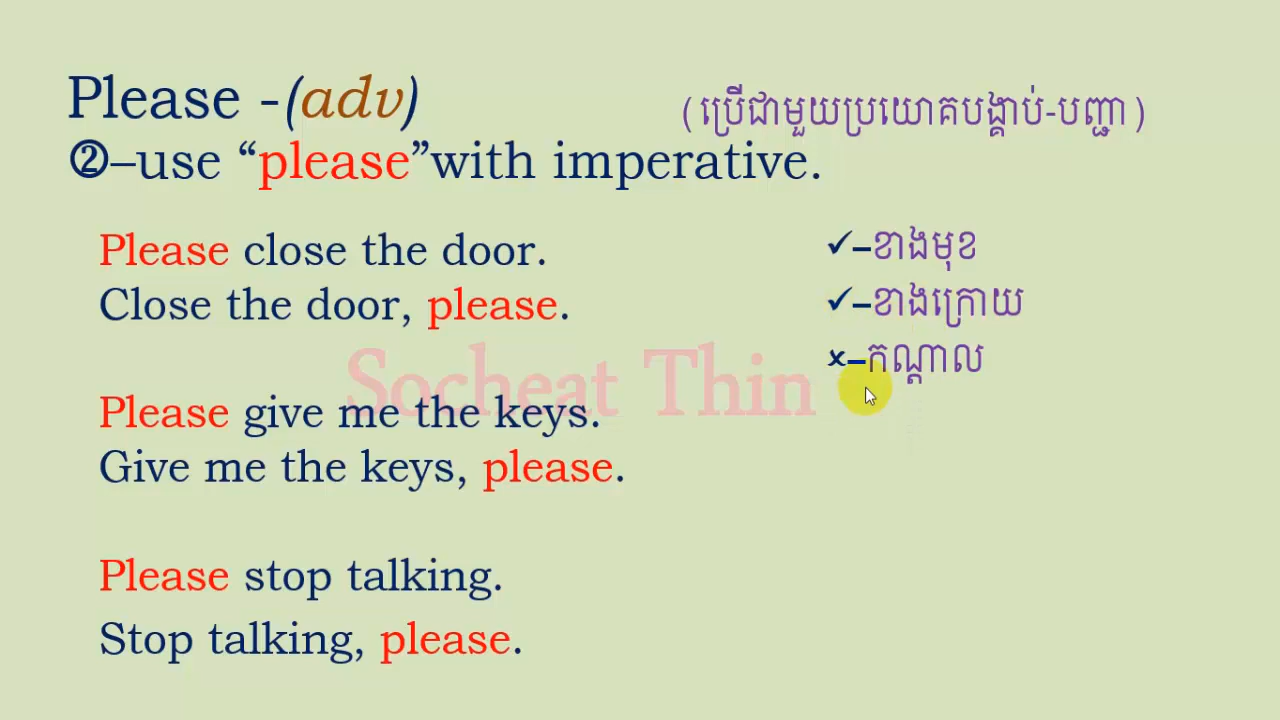 Please -(adv)
(ប្រើជាមួយប្រយោគបង្គាប់-បញ្ជា)
②–use “please”with imperative.
Please close the door.
Close the door, please.
✓–ខាងមុខ
✓–ខាងក្រោយ
x–កណ្ដាល
Socheat Thin
Please give me the keys.
Give me the keys, please.
Please stop talking.
Stop talking, please.